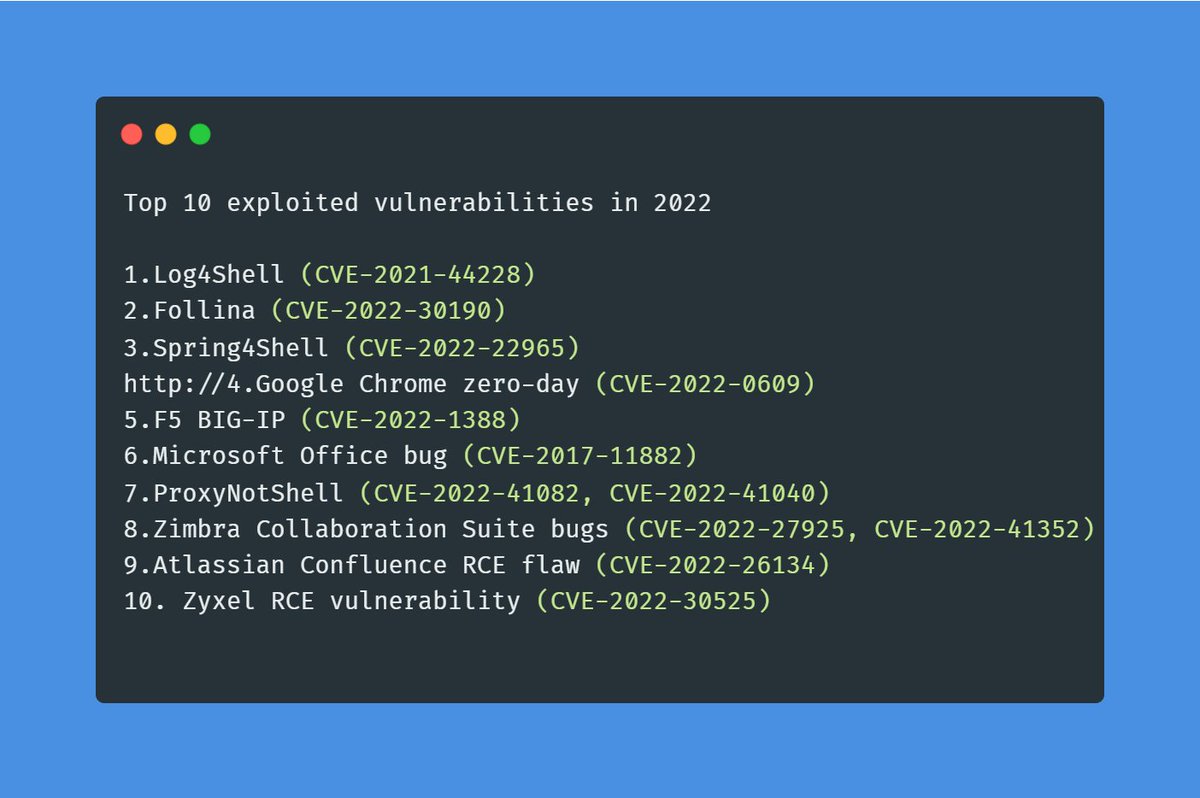 Top 10 exploited vulnerabilities in 2022
1.Log4Shell (CVE-2021-44228)
2.Follina (CVE-2022-30190)
3.Spring4Shell (CVE-2022-22965)
http://4.Google Chrome zero-day (CVE-2022-0609)
5.F5 BIG-IP (CVE-2022-1388)
6.Microsoft Office bug (CVE-2017-11882)
7.ProxyNotShell (CVE-2022-41082, CVE-2022-41040)
8.Zimbra Collaboration Suite bugs (CVE-2022-27925, CVE-2022-41352)
9.Atlassian Confluence RCE flaw (CVE-2022-26134)
10. Zyxel RCE vulnerability (CVE-2022-30525)